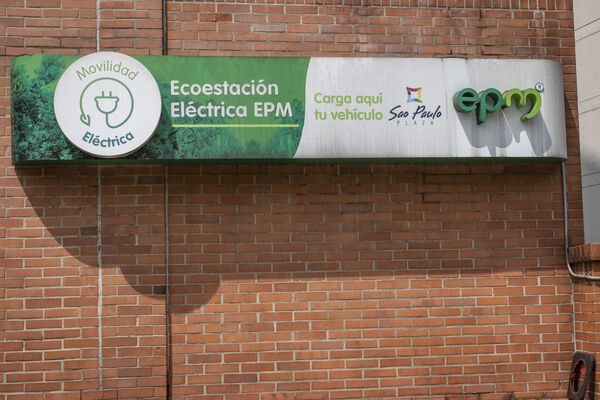 Movilidad
Eléctrica
Ecoestación
Eléctrica EPM
Carga aquí
tu vehículo
Sao Paulo
PLAZA
epm®